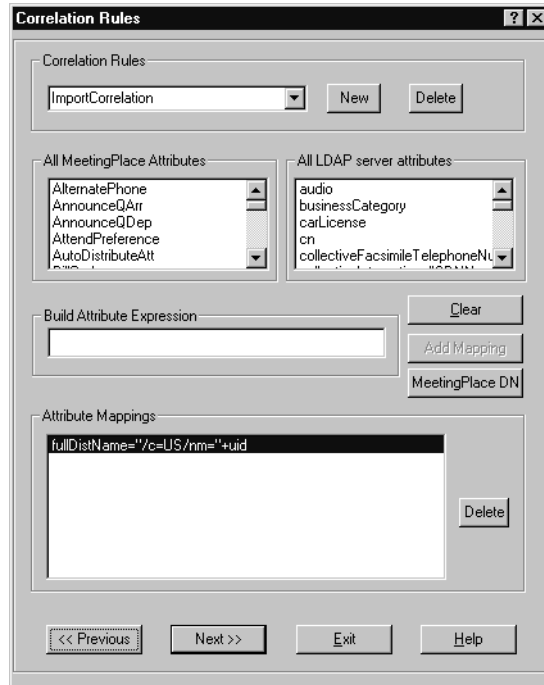 Correlation Rules
Correlation Rules
ImportCorrelation
New
Delete
All MeetingPlace Attributes
AlternatePhone
AnnounceQArr
AnnounceQDep
AttendPreference
AutoDistributeAtt
All LDAP server attributes
audio
businessCategory
carLicense
cn
collectiveFacsimileTelephoneNu
Build Attribute Expression
Clear
Add Mapping
MeetingPlace DN
Attribute Mappings
fullDistName="/c=US/nm="+uid
Delete
<< Previous
Next >>
Exit
Help